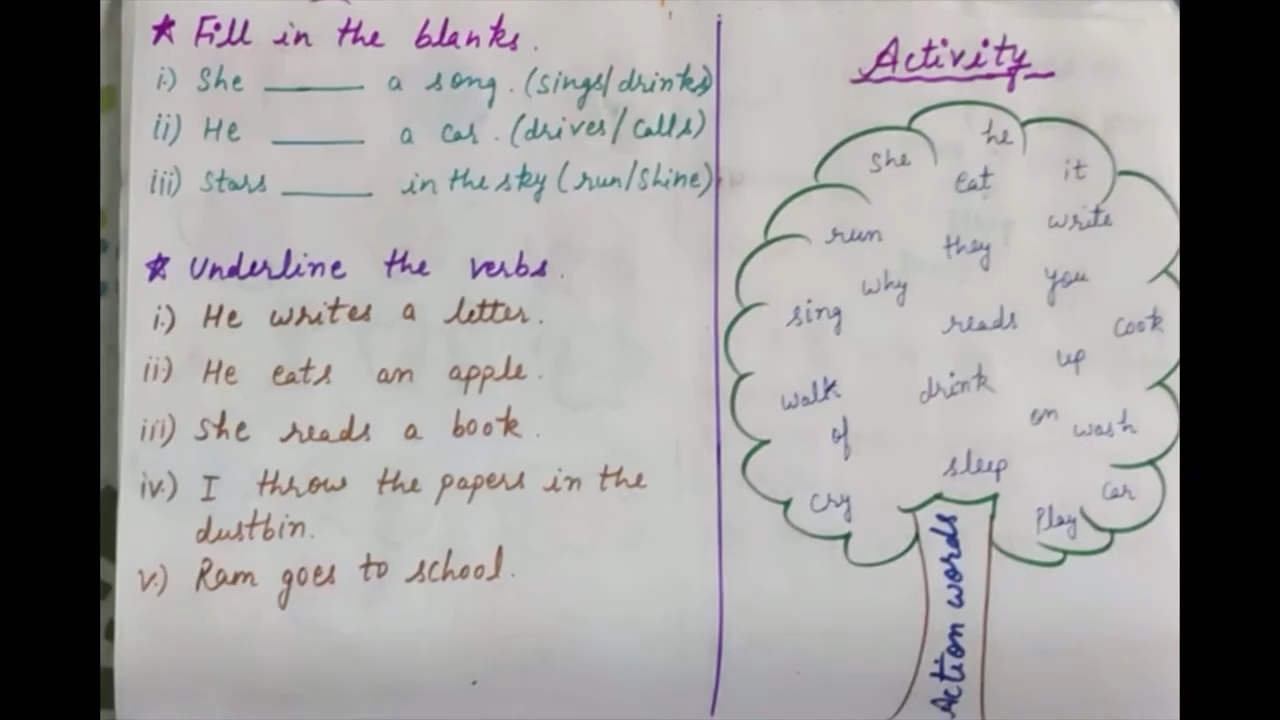 ★ Fill in the blanks.
i.) She ____ a song. (sings/drinks)
ii) He ____ a car. (drives/calls)
iii) Stars ____ in the sky (run/shine)
★ Underline the verbs.
i.) He writes a letter.
ii.) He eats an apple.
iii) She reads a book.
iv.) I throw the papers in the
dustbin.
v.) Ram goes to school.
Activity
she he it
eat
run they write
why you
sing reads cook
up
walk drink
of on wash
sleep
cry play car
Action words